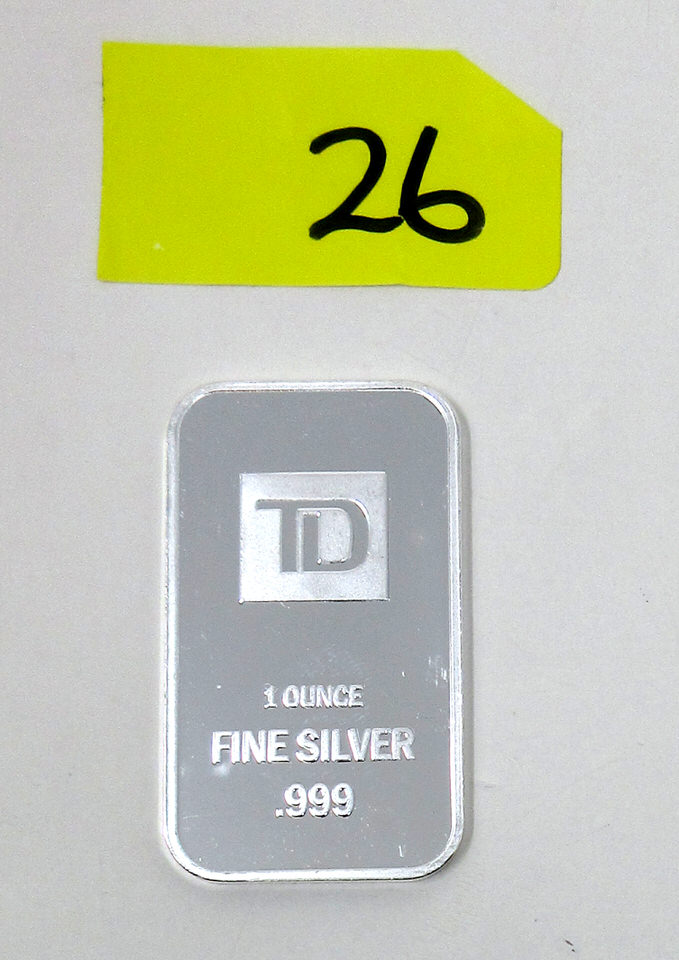 26
TD
1 OUNCE
FINE SILVER
.999